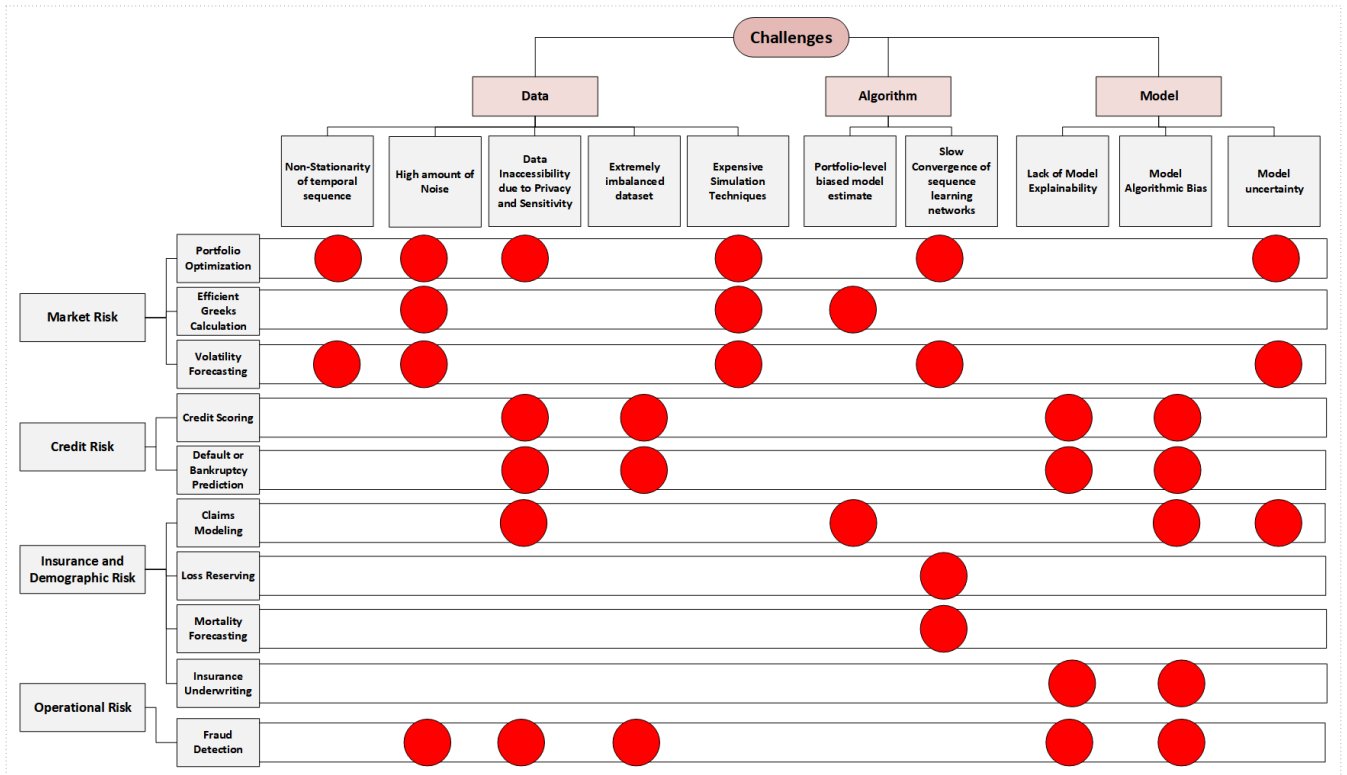 Challenges
Data
Algorithm
Model
Non-Stationarity
of temporal
sequence
High amount of
Noise
Data
Inaccessibility
due to Privacy
and Sensitivity
Extremely
imbalanced
dataset
Expensive
Simulation
Techniques
Portfolio-level
biased model
estimate
Slow
Convergence of
sequence
learning
networks
Lack of Model
Explainability
Model
Algorithmic Bias
Model
uncertainty
Market Risk
Portfolio
Optimization
Efficient
Greeks
Calculation
Volatility
Forecasting
Credit Risk
Credit Scoring
Default or
Bankruptcy
Prediction
Insurance and
Demographic Risk
Claims
Modeling
Loss Reserving
Mortality
Forecasting
Insurance
Underwriting
Operational Risk
Fraud
Detection